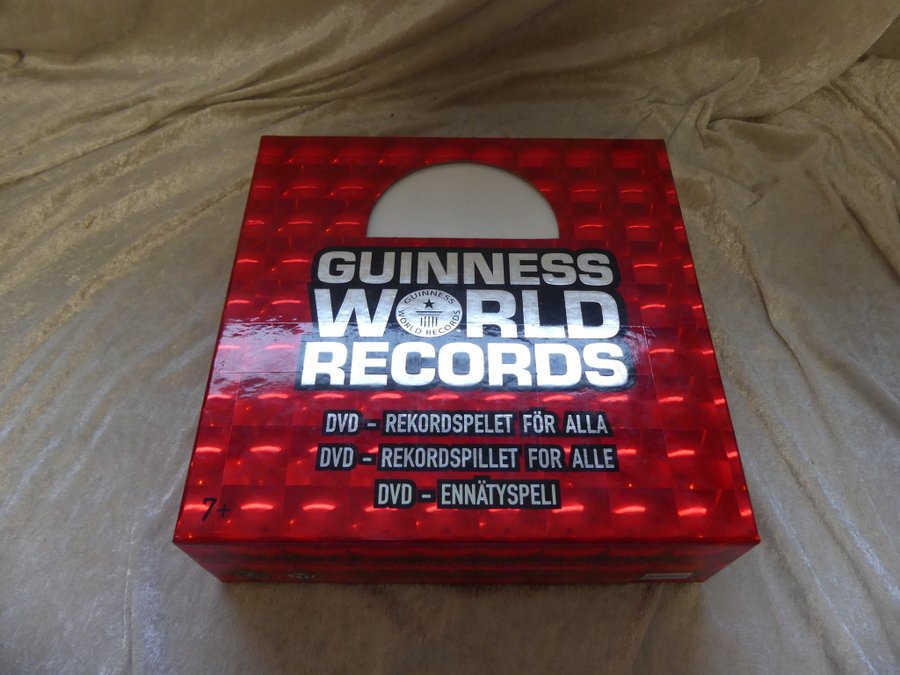 GUINNESS
WORLD
GUINNESS
WORLD RECORDS
RECORDS
DVD - REKORDSPELET FÖR ALLA
DVD - REKORDSPILLET FOR ALLE
DVD - ENNÄTYSPELI
7+